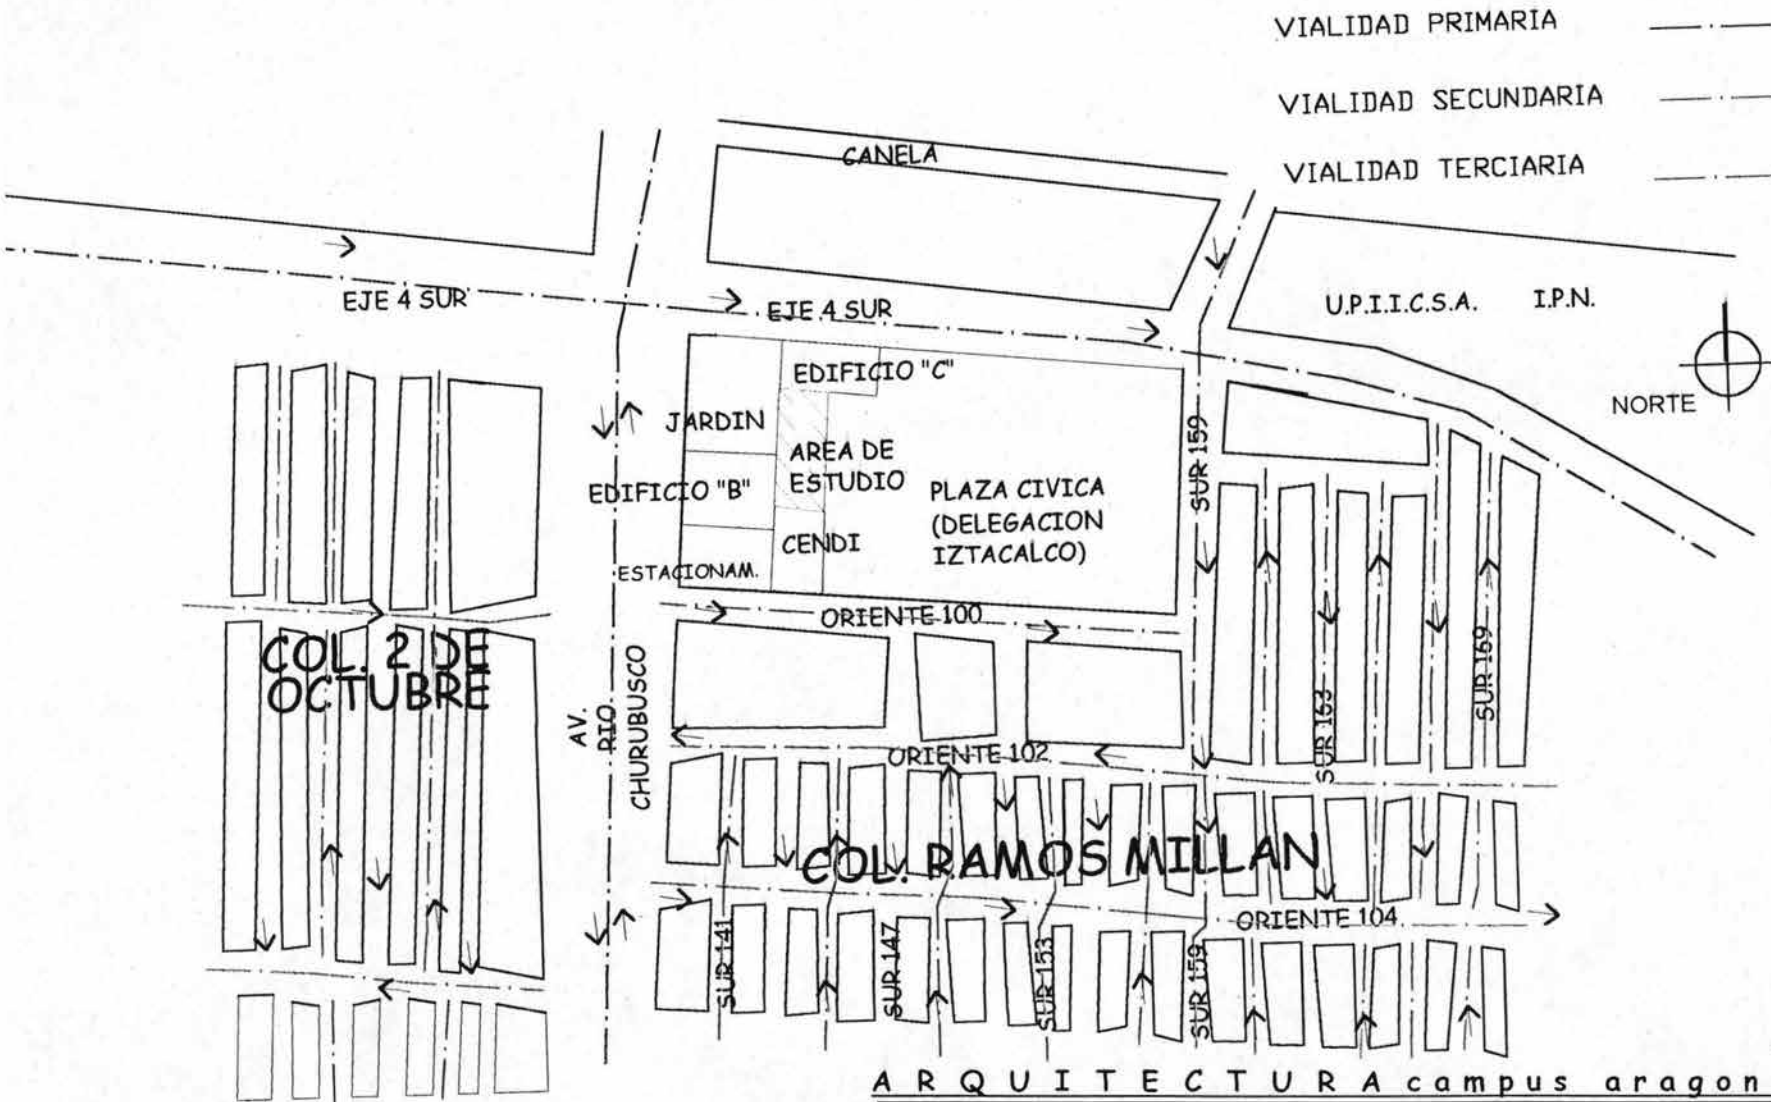 VIALIDAD PRIMARIA
VIALIDAD SECUNDARIA
VIALIDAD TERCIARIA
CANELA
EJE 4 SUR
EJE 4 SUR
U.P.I.I.C.S.A. I.P.N.
NORTE
EDIFICIO "C"
JARDIN
AREA DE
ESTUDIO
EDIFICIO "B"
PLAZA CIVICA
(DELEGACION
IZTACALCO)
CENDI
ESTACIONAM.
SUR 159
ORIENTE 100
COL. 2 DE
OCTUBRE
AV.
RIO
CHURUBUSCO
SUR 163
SUR 169
ORIENTE 102
COL. RAMOS MILLAN
ORIENTE 104
SUR 141
SUR 147
SUR 153
SUR 159
ARQUITECTURA campus aragon